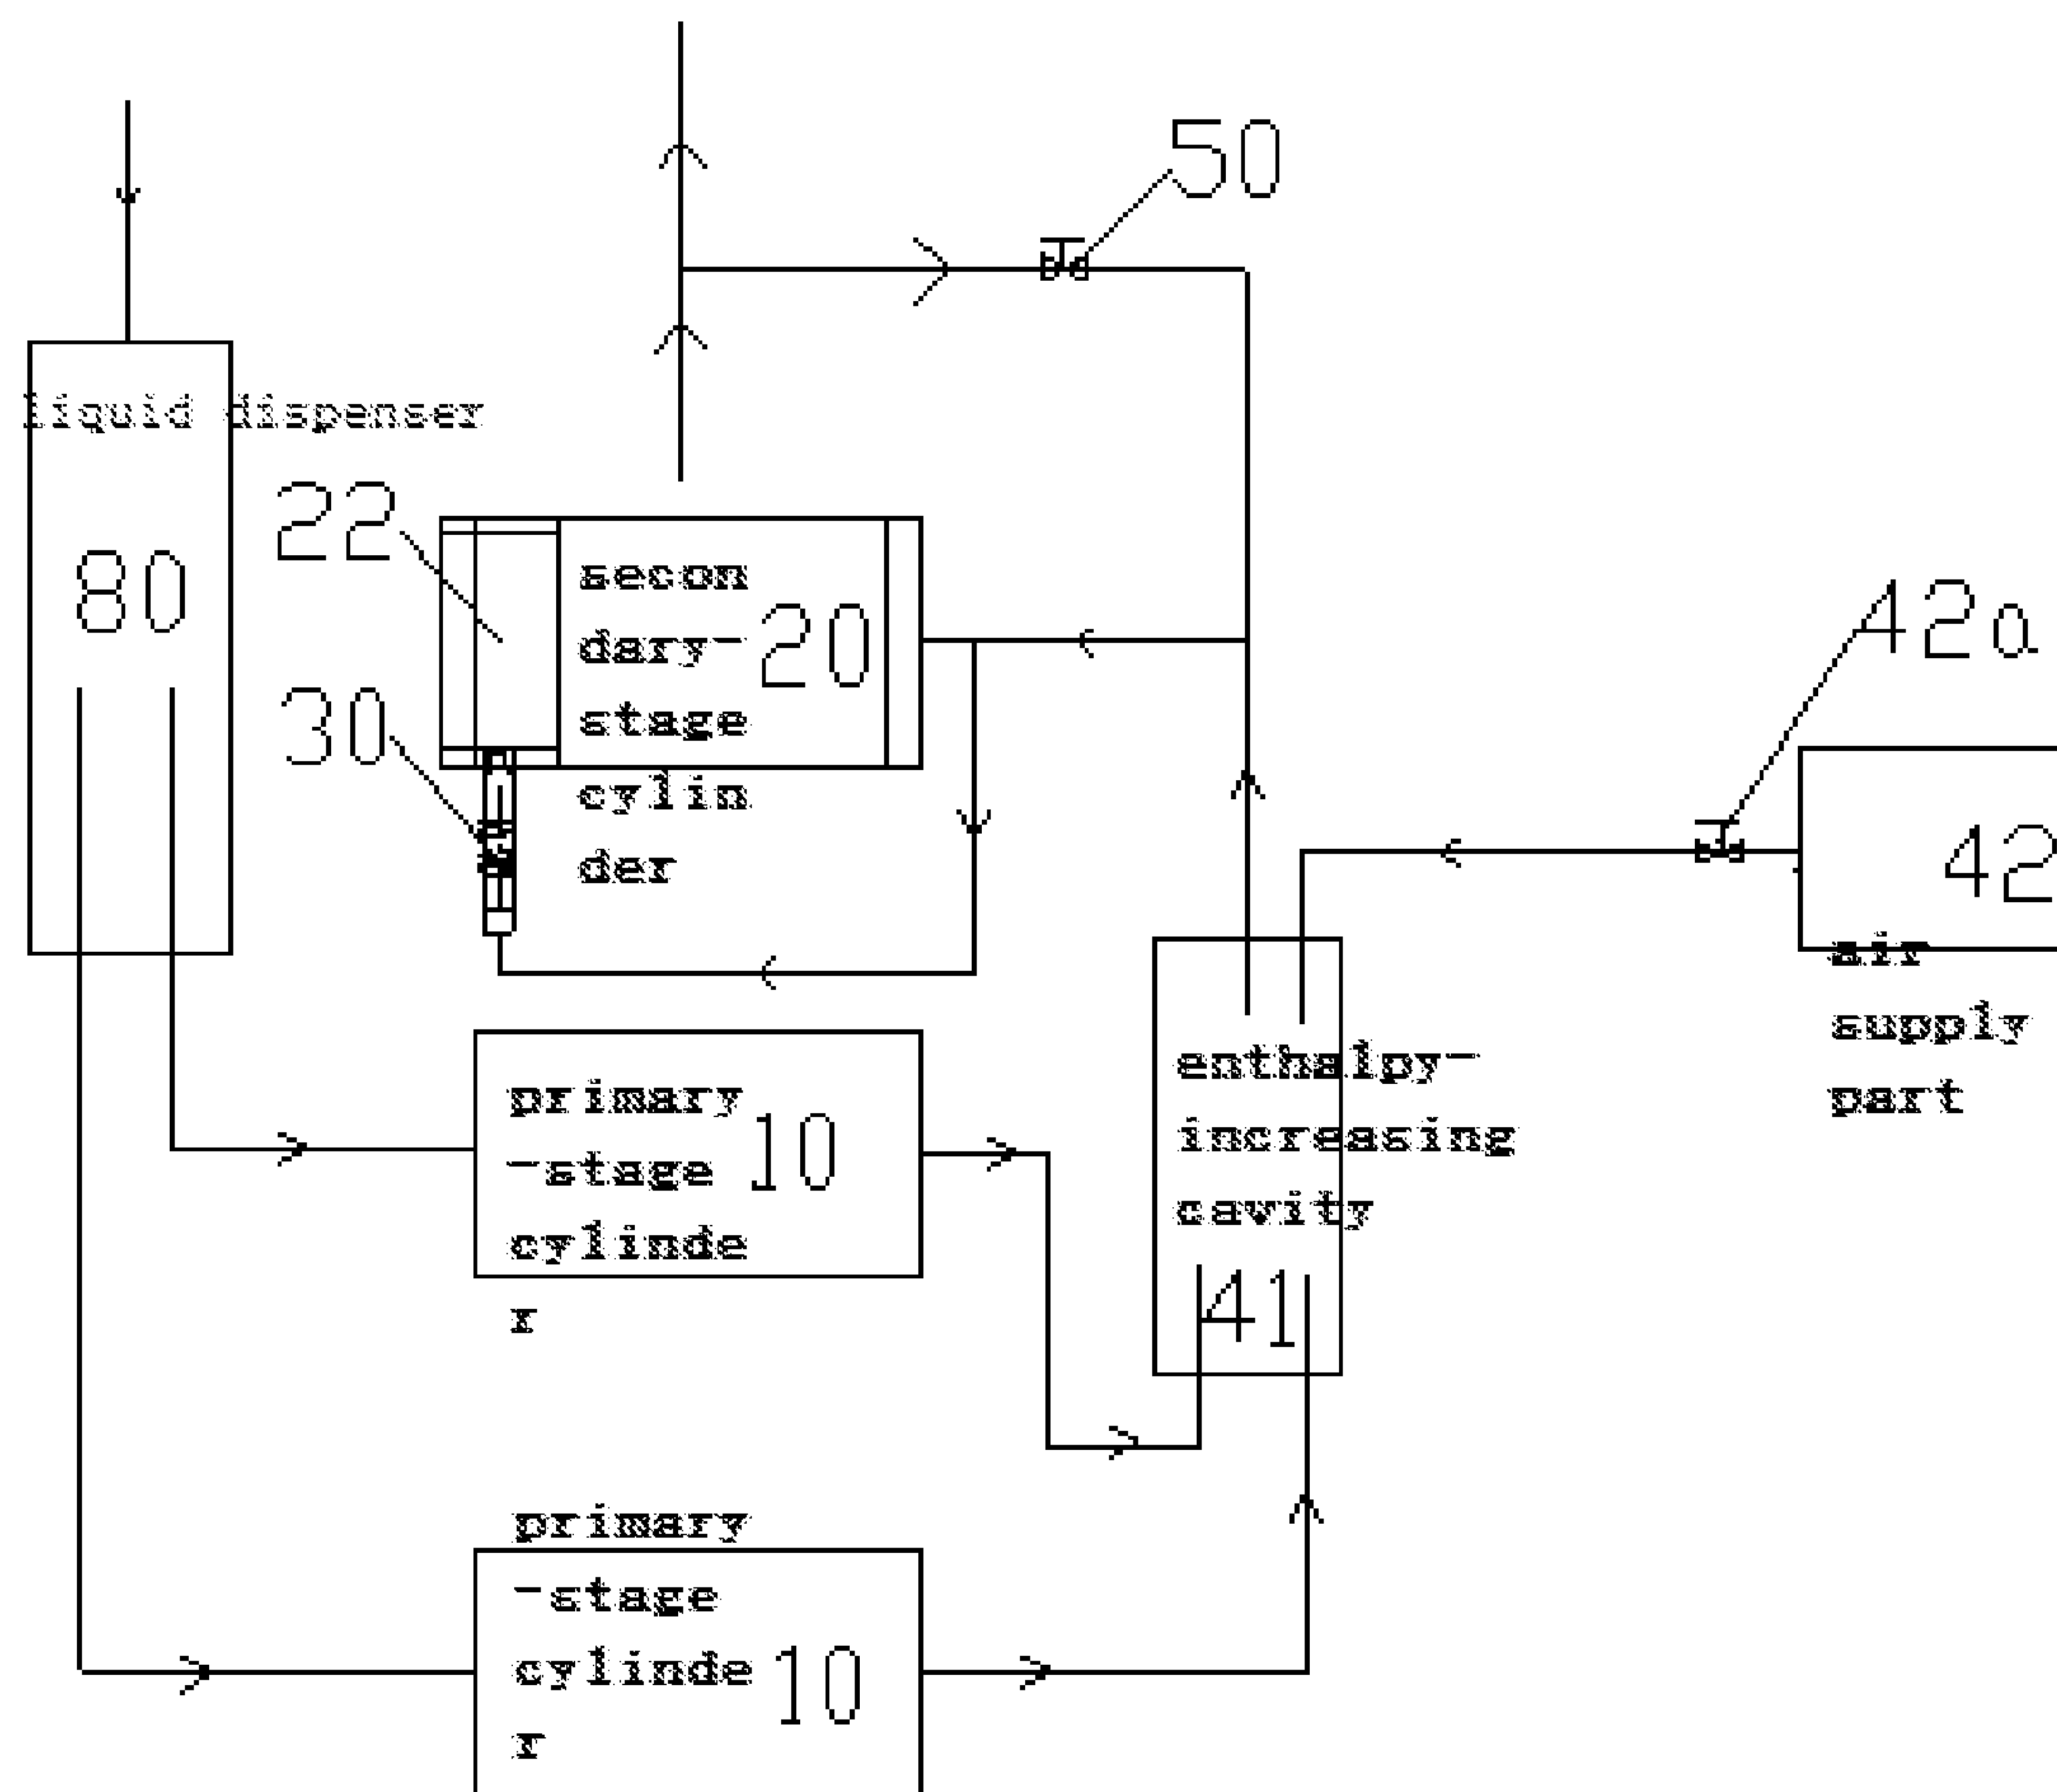 50
liquid dispenser
22
80
secon
dary-
20
stage
30
cylin
der
42a
42
air
supply
part
enthalpy-
increasing
cavity
41
primary
-stage
10
cylinde
r
primary
-stage
cylinde
10
r